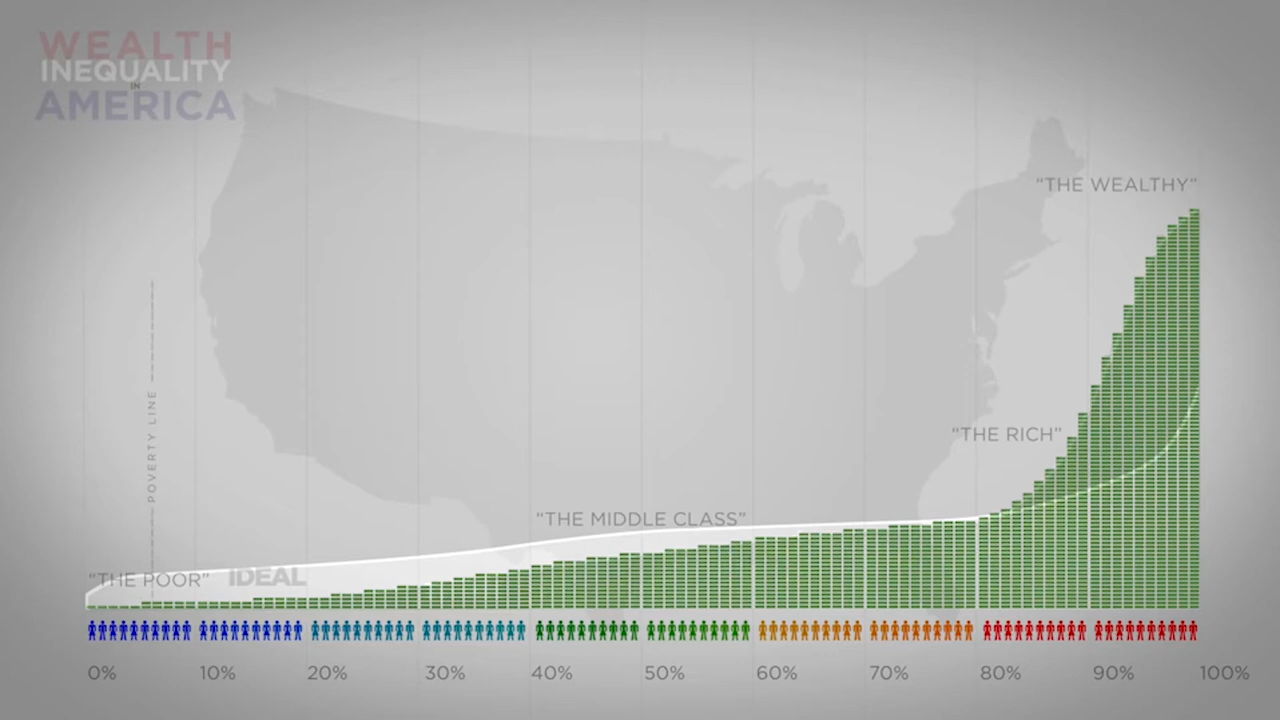 WEALTH
INEQUALITY
IN
AMERICA
"THE WEALTHY"
POVERTY LINE
"THE RICH"
"THE MIDDLE CLASS"
"THE POOR" IDEAL
0% 10% 20% 30% 40% 50% 60% 70% 80% 90% 100%